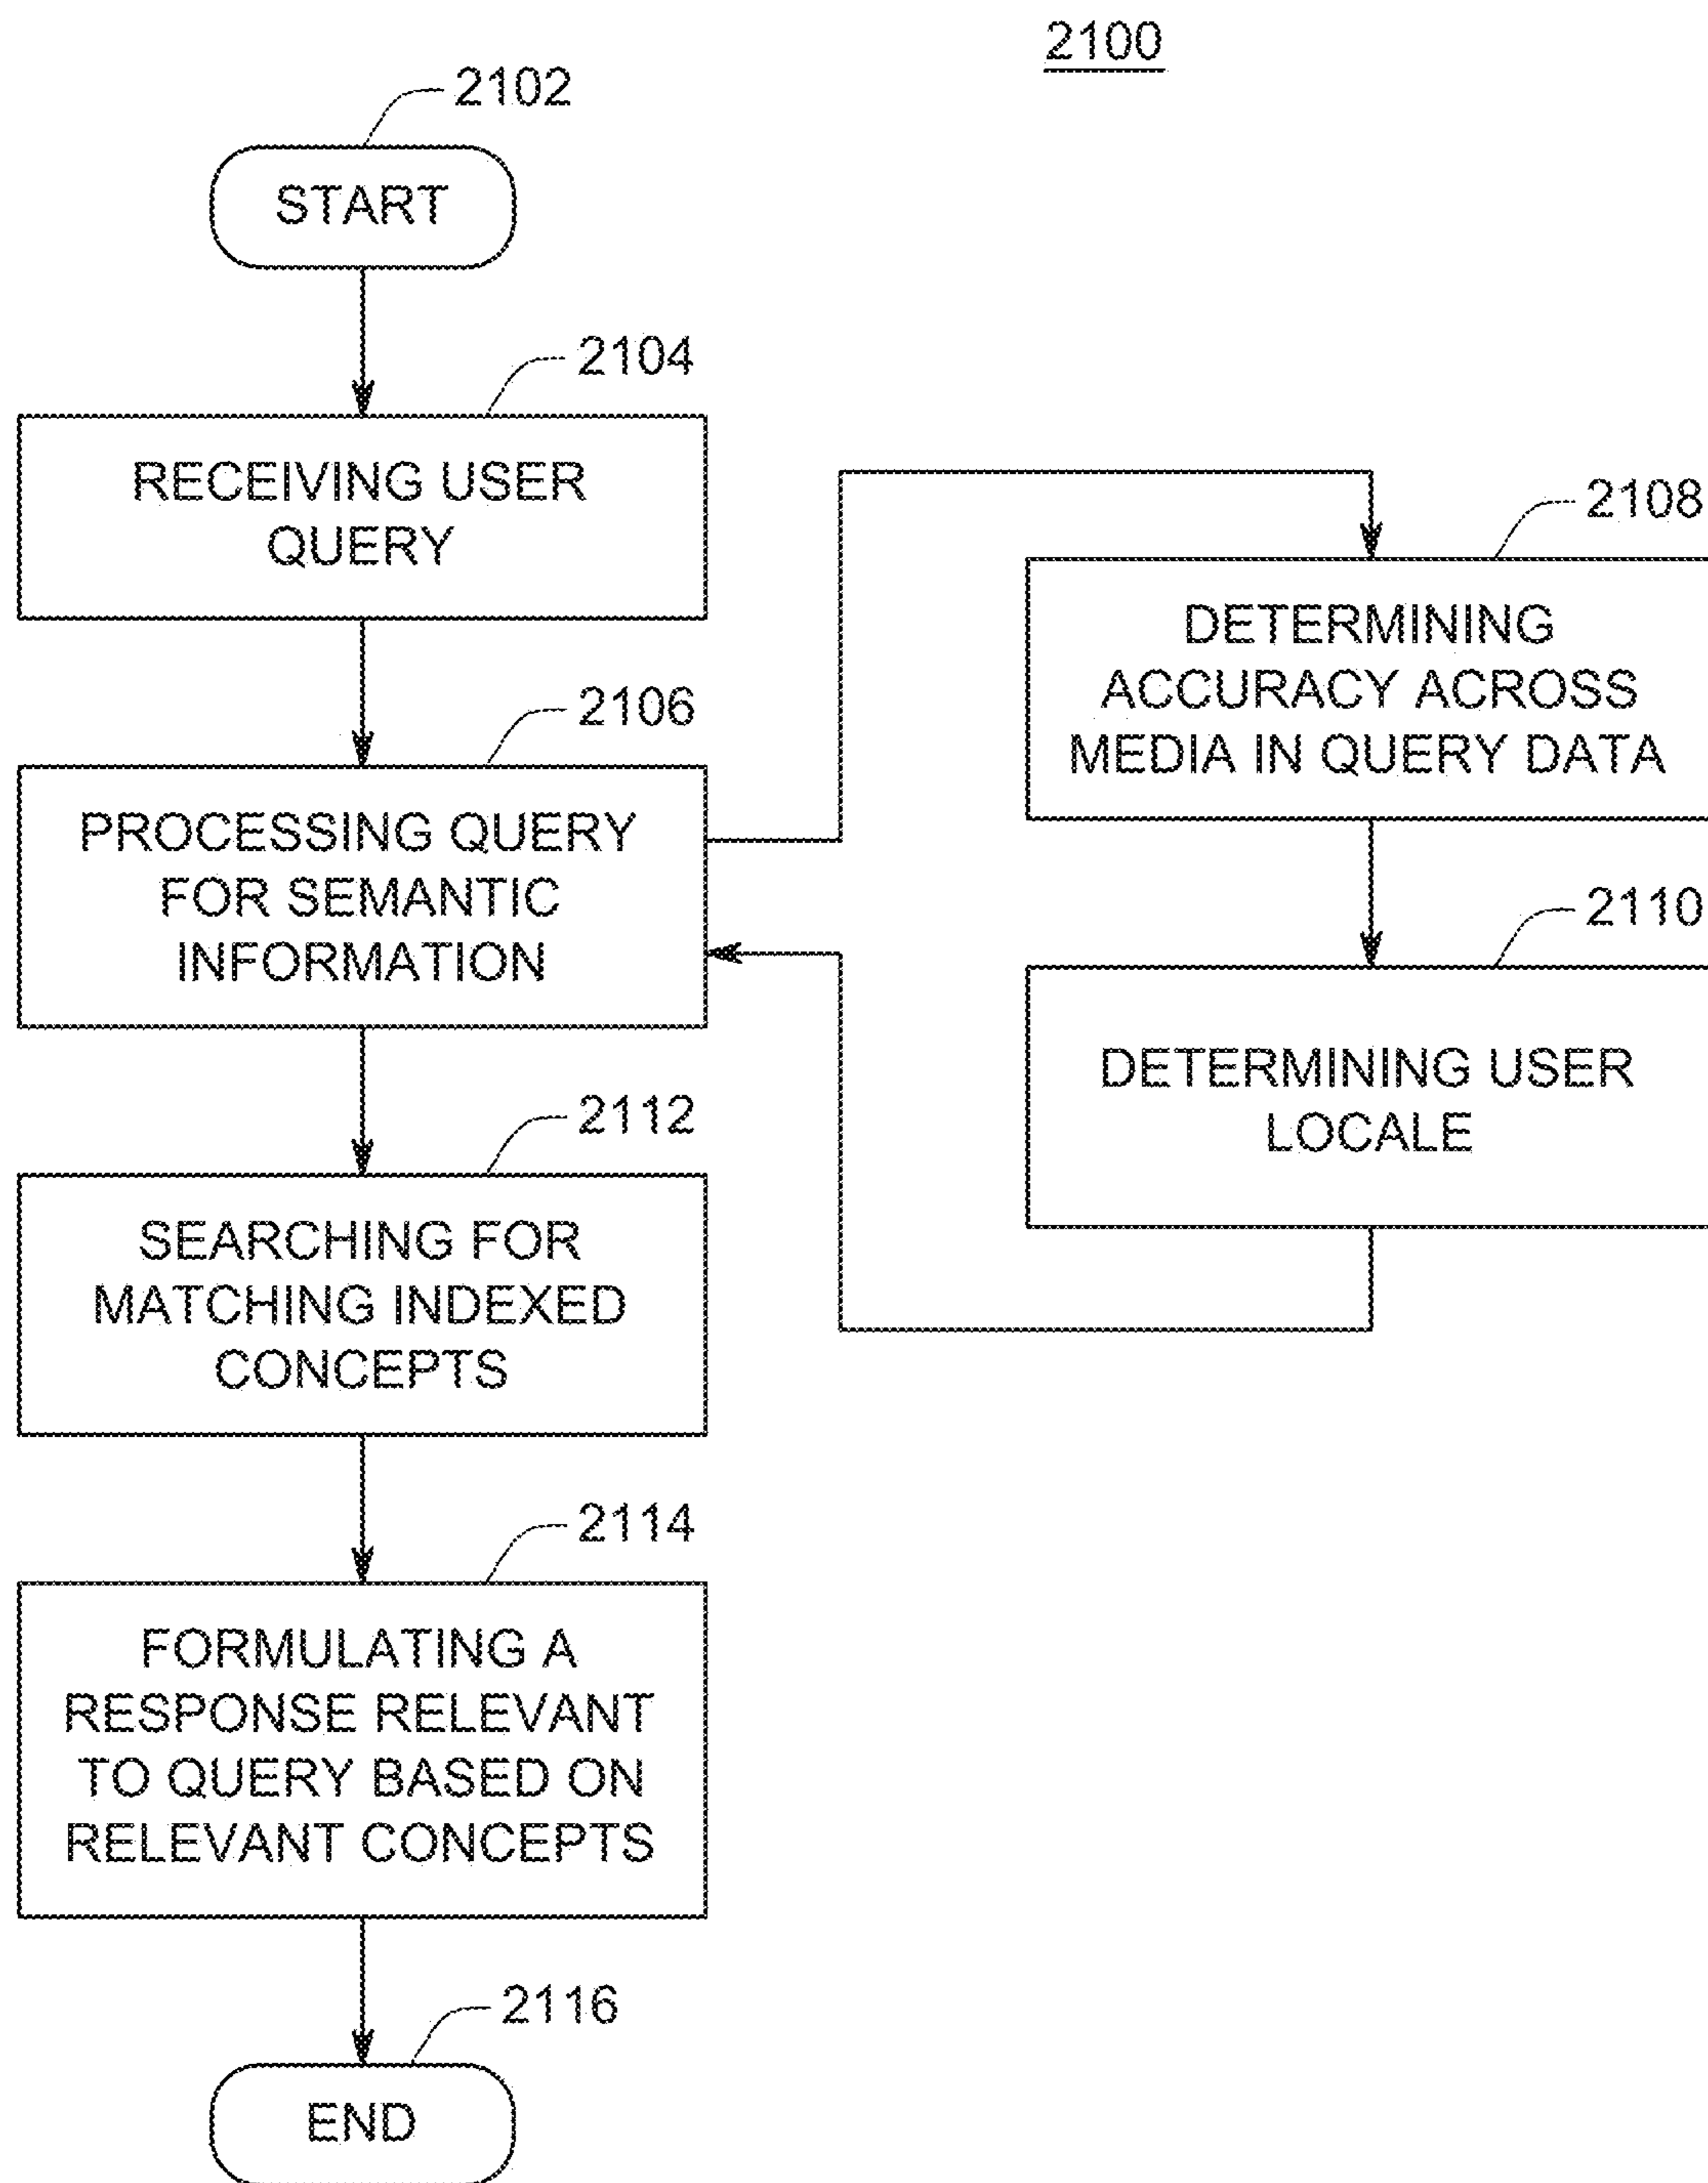 2100
2102
START
2104
RECEIVING USER
QUERY
2106
PROCESSING QUERY
FOR SEMANTIC
INFORMATION
2108
DETERMINING
ACCURACY ACROSS
MEDIA IN QUERY DATA
2110
DETERMINING USER
LOCALE
2112
SEARCHING FOR
MATCHING INDEXED
CONCEPTS
2114
FORMULATING A
RESPONSE RELEVANT
TO QUERY BASED ON
RELEVANT CONCEPTS
2116
END